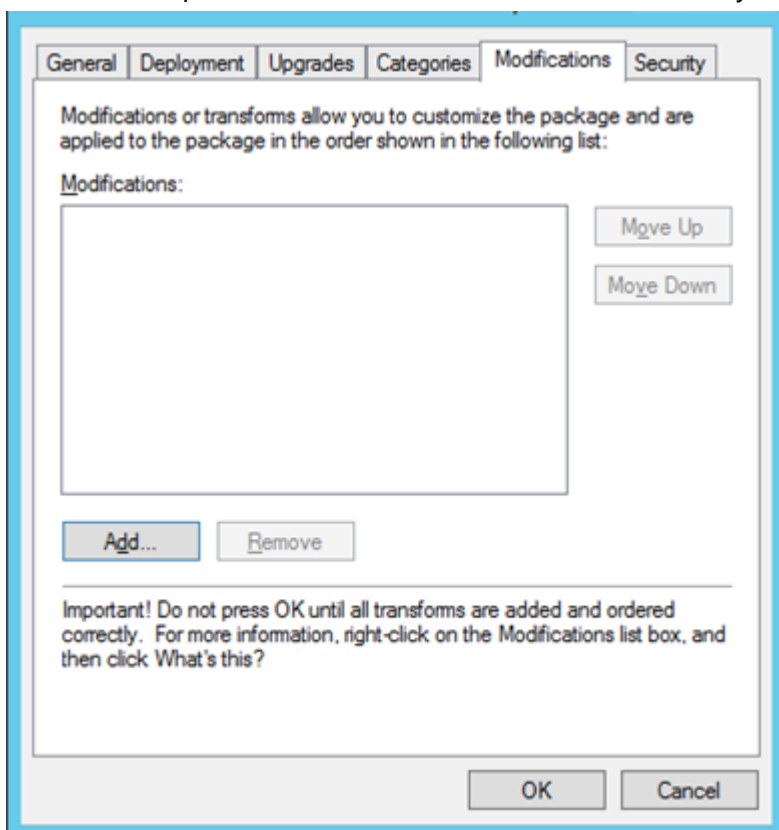 General Deployment Upgrades Categories Modifications Security
Modifications or transforms allow you to customize the package and are
applied to the package in the order shown in the following list:
Modifications:
Move Up
Move Down
Add... Remove
Important! Do not press OK until all transforms are added and ordered
correctly. For more information, right-click on the Modifications list box, and
then click What's this?
OK Cancel